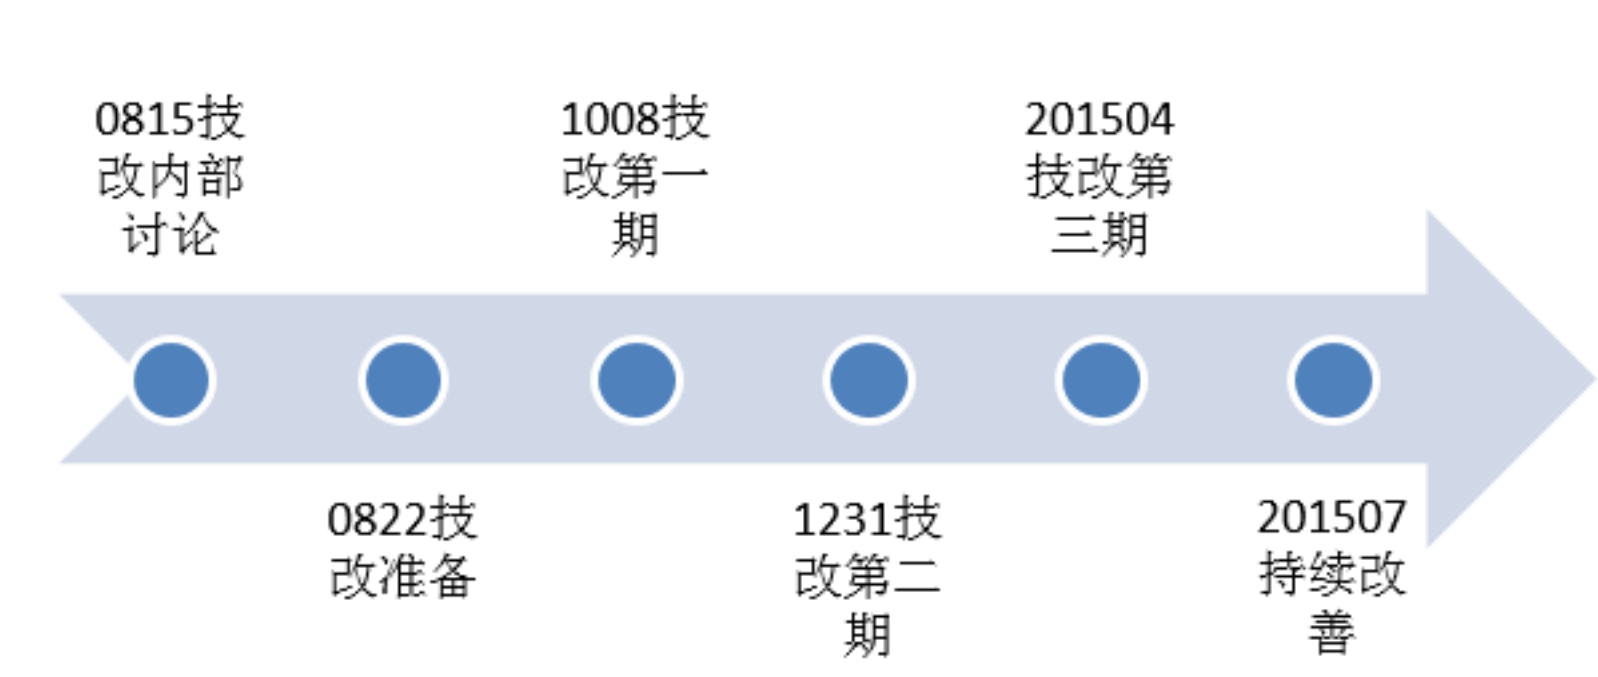 0815技
改内部
讨论
0822技
改准备
1008技
改第一
期
1231技
改第二
期
201504
技改第
三期
201507
持续改
善